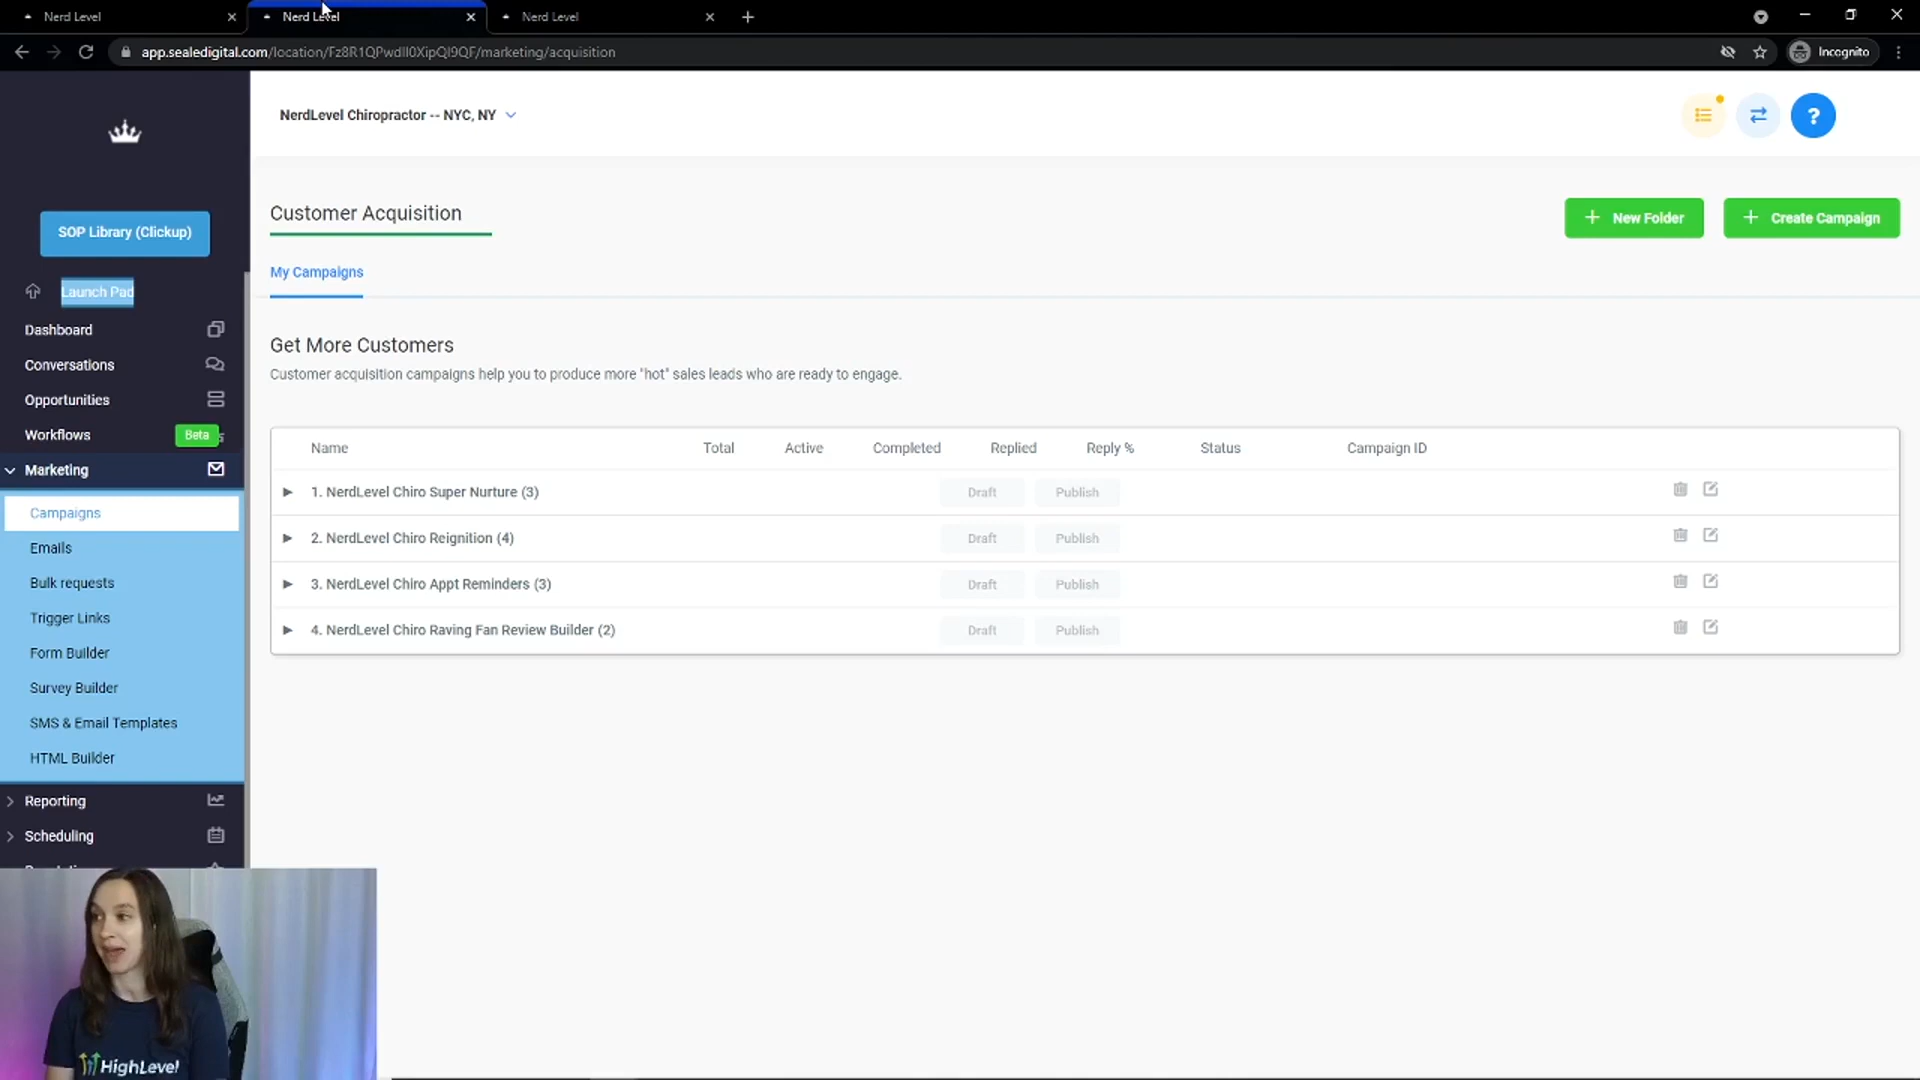 Nerd Level
Nerd Level
Nerd Level
app.sealedigital.com/location/Fz8R1QPwdII0XipQI9QF/marketing/acquisition
Incognito
NerdLevel Chiropractor -- NYC, NY
?
SOP Library (Clickup)
Launch Pad
Dashboard
Conversations
Opportunities
Workflows
Beta
Marketing
Campaigns
Emails
Bulk requests
Trigger Links
Form Builder
Survey Builder
SMS & Email Templates
HTML Builder
Reporting
Scheduling
Customer Acquisition
+ New Folder
+ Create Campaign
My Campaigns
Get More Customers
Customer acquisition campaigns help you to produce more "hot" sales leads who are ready to engage.
Name Total Active Completed Replied Reply % Status Campaign ID
1. NerdLevel Chiro Super Nurture (3) Draft Publish
2. NerdLevel Chiro Reignition (4) Draft Publish
3. NerdLevel Chiro Appt Reminders (3) Draft Publish
4. NerdLevel Chiro Raving Fan Review Builder (2) Draft Publish
HighLevel